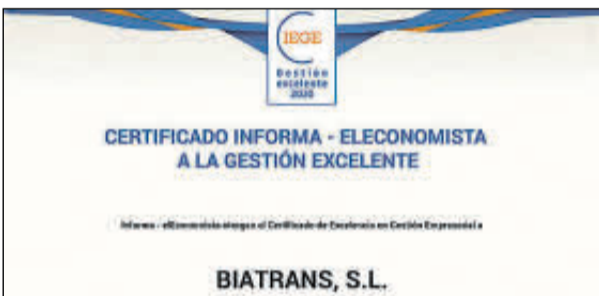 CIEGE
Gestión
excelente
2020
CERTIFICADO INFORMA - ELECONOMISTA
A LA GESTIÓN EXCELENTE
Informa - elEconomista otorgan el Certificado de Excelencia en Gestión Empresarial a
BIATRANS, S.L.